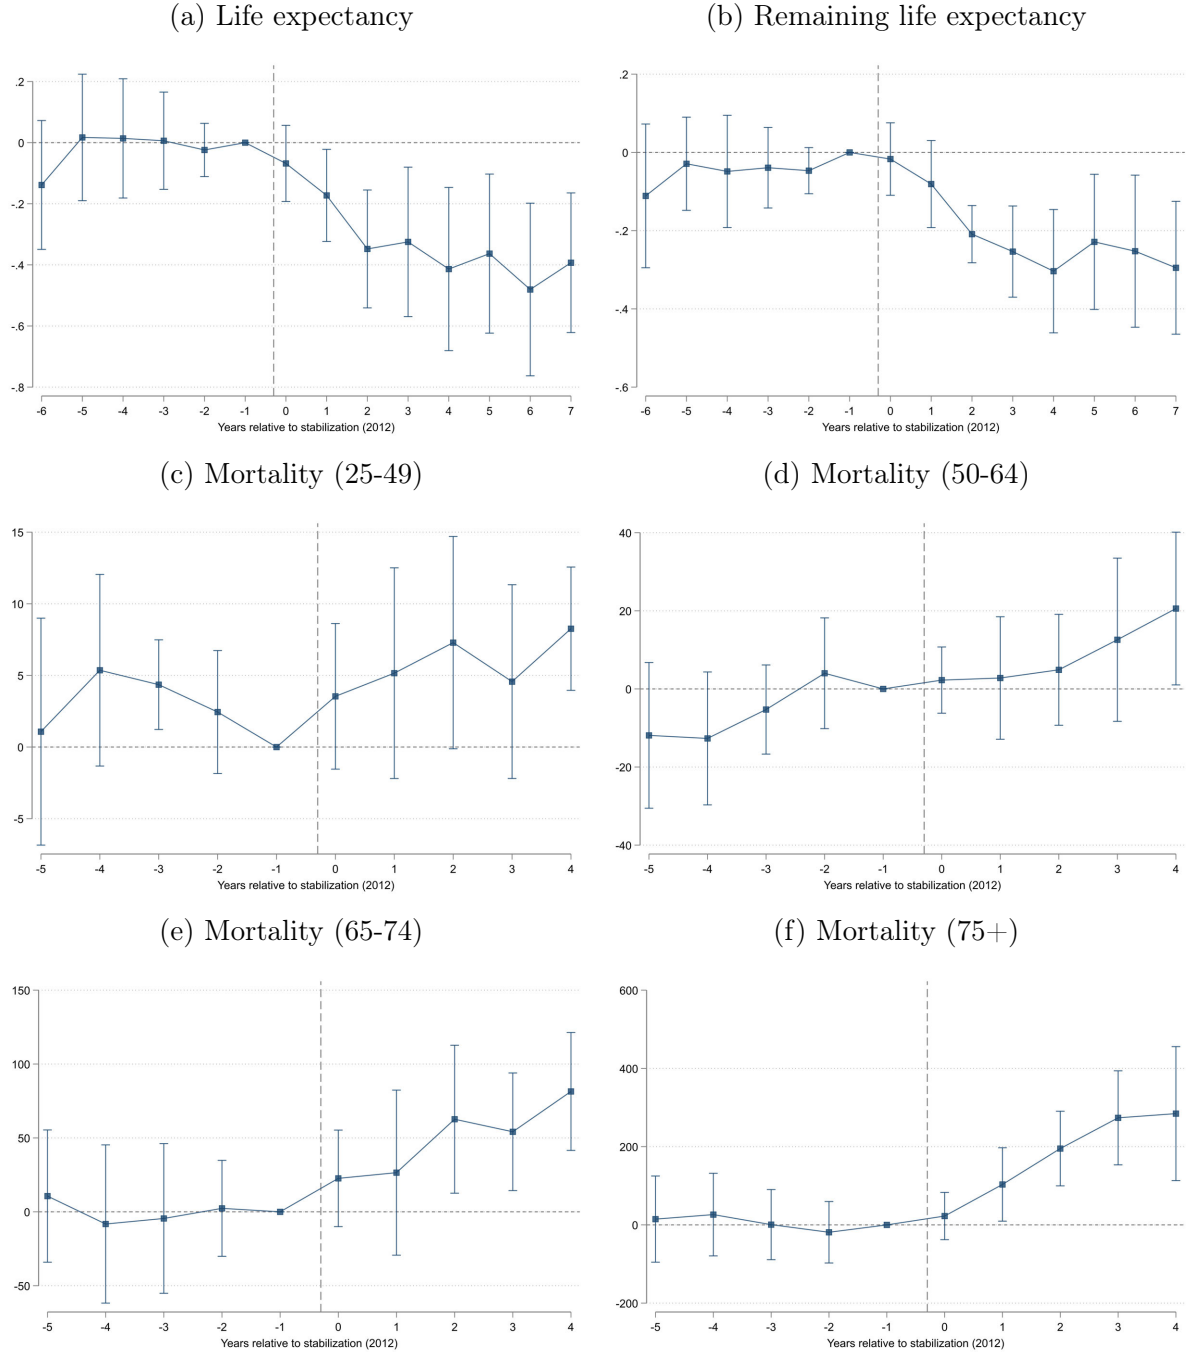 (a) Life expectancy
.2
0
-.2
-.4
-.6
-.8
-6 -5 -4 -3 -2 -1 0 1 2 3 4 5 6 7
Years relative to stabilization (2012)
(b) Remaining life expectancy
.2
0
-.2
-.4
-.6
-6 -5 -4 -3 -2 -1 0 1 2 3 4 5 6 7
Years relative to stabilization (2012)
(c) Mortality (25-49)
15
10
5
0
-5
-5 -4 -3 -2 -1 0 1 2 3 4
Years relative to stabilization (2012)
(d) Mortality (50-64)
40
20
0
-20
-40
-5 -4 -3 -2 -1 0 1 2 3 4
Years relative to stabilization (2012)
(e) Mortality (65-74)
150
100
50
0
-50
-5 -4 -3 -2 -1 0 1 2 3 4
Years relative to stabilization (2012)
(f) Mortality (75+)
600
400
200
0
-200
-5 -4 -3 -2 -1 0 1 2 3 4
Years relative to stabilization (2012)